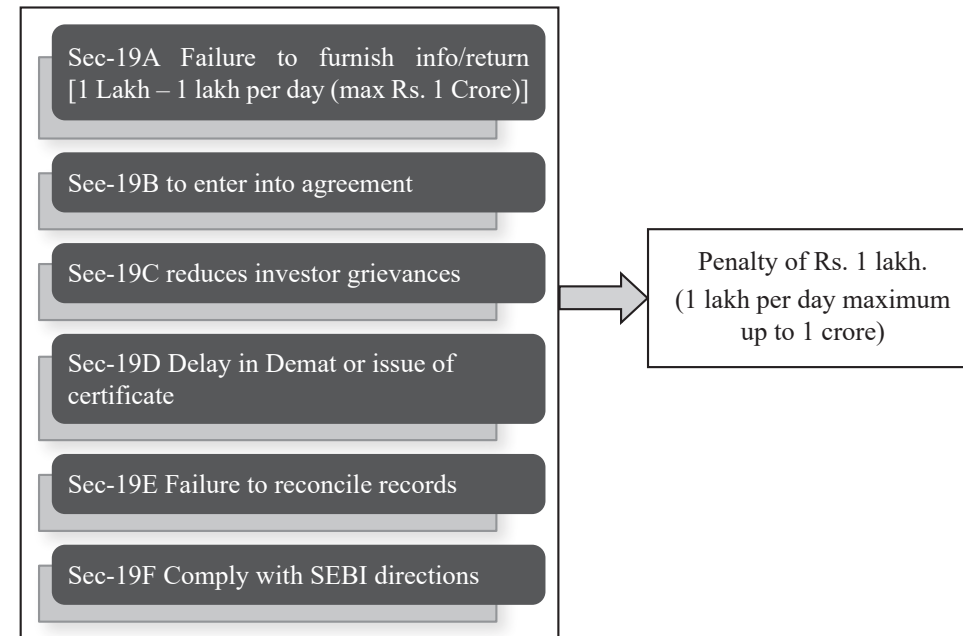 Sec-19A Failure to furnish info/return
[1 Lakh – 1 lakh per day (max Rs. 1 Crore)]
See-19B to enter into agreement
See-19C reduces investor grievances
Sec-19D Delay in Demat or issue of
certificate
Sec-19E Failure to reconcile records
Sec-19F Comply with SEBI directions
Penalty of Rs. 1 lakh.
(1 lakh per day maximum
up to 1 crore)